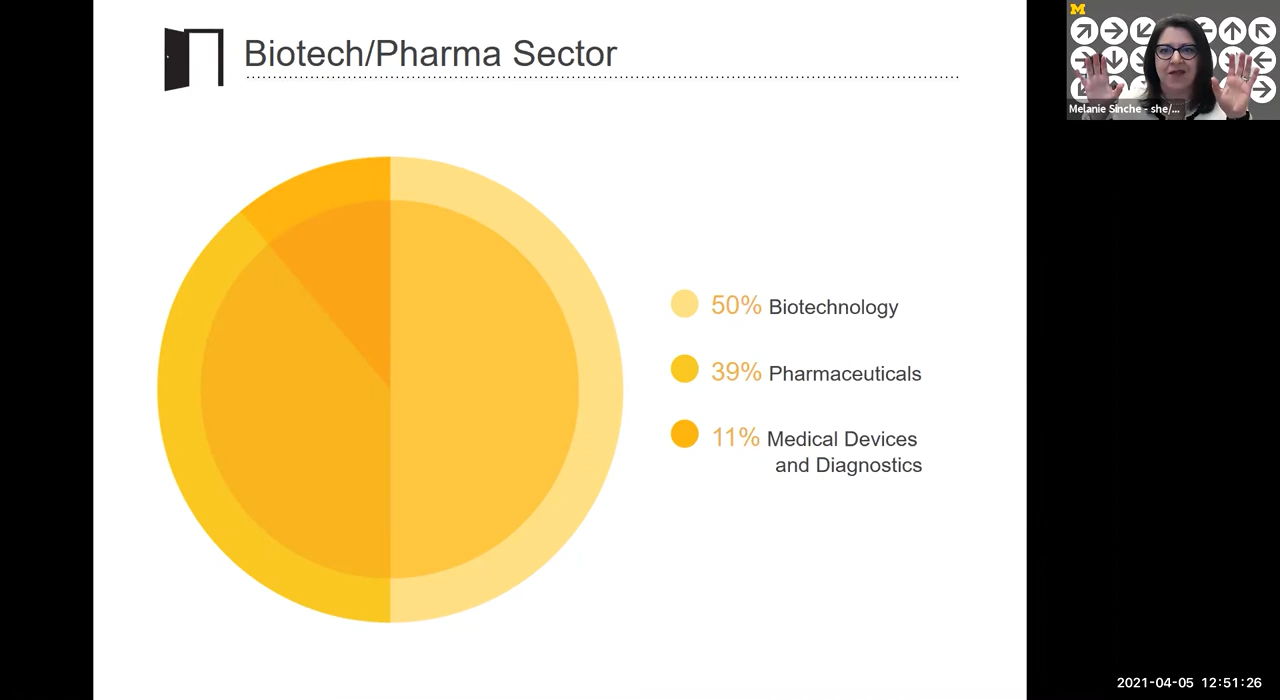 Biotech/Pharma Sector
M
Melanie Sinche - she/...
50% Biotechnology
39% Pharmaceuticals
11% Medical Devices
and Diagnostics
2021-04-05 12:51:26